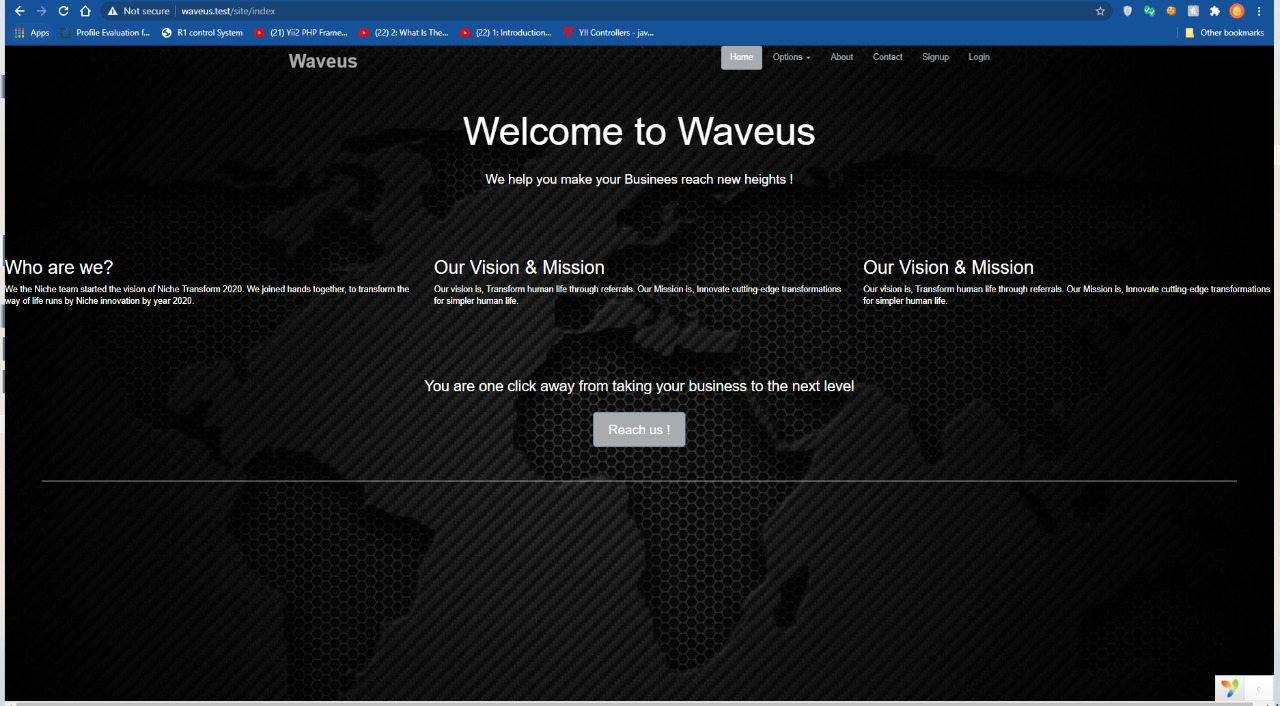 Not secure | waveus.test/site/index
Apps Profile Evaluation f... R1 control System (21) Yii2 PHP Frame... (22) 2: What Is The... (22) 1: Introduction... YII Controllers - jav... Other bookmarks
Waveus Home Options About Contact Signup Login
Welcome to Waveus
We help you make your Businees reach new heights !
Who are we?
We the Niche team started the vision of Niche Transform 2020. We joined hands together, to transform the
way of life runs by Niche innovation by year 2020.
Our Vision & Mission
Our vision is, Transform human life through referrals. Our Mission is, Innovate cutting-edge transformations
for simpler human life.
Our Vision & Mission
Our vision is, Transform human life through referrals. Our Mission is, Innovate cutting-edge transformations
for simpler human life.
You are one click away from taking your business to the next level
Reach us !